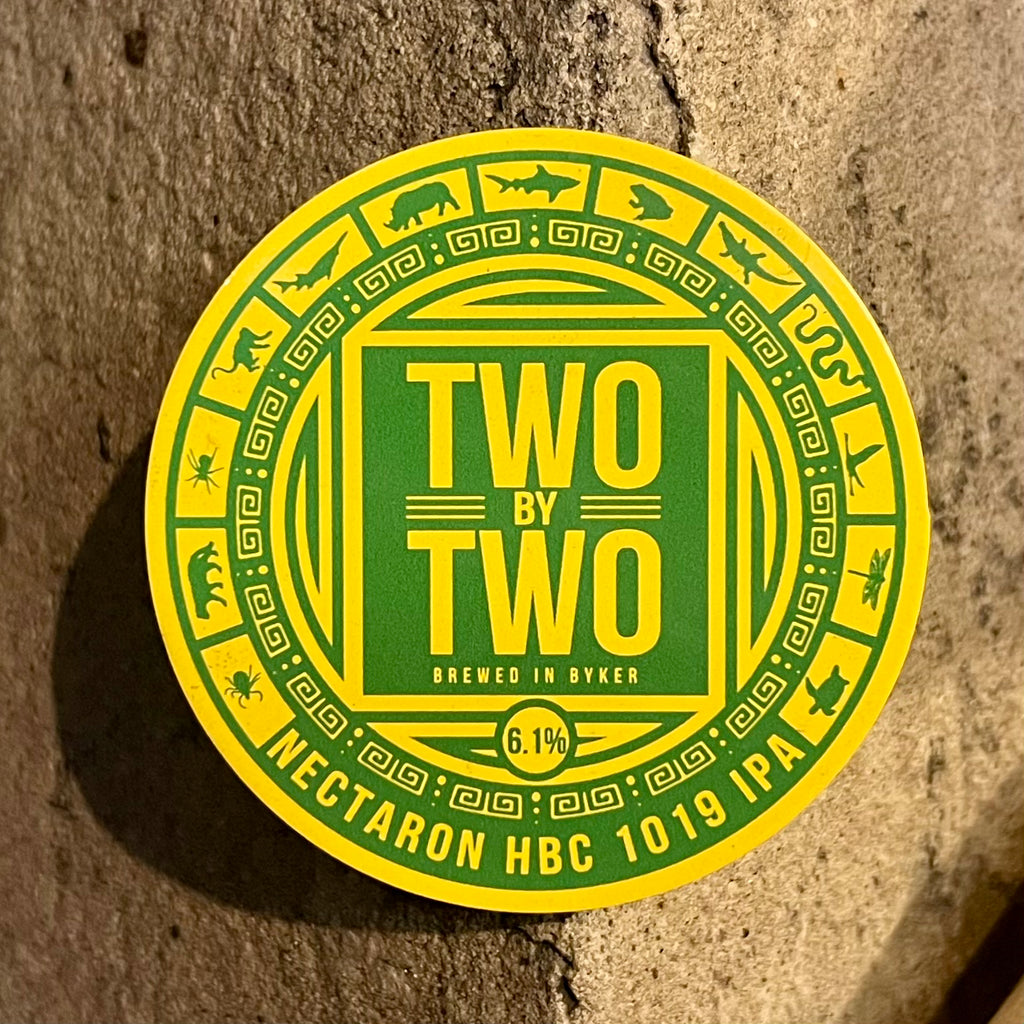 TWO
BY
TWO
BREWED IN BYKER
6.1%
NECTARON HBC 1019 IPA